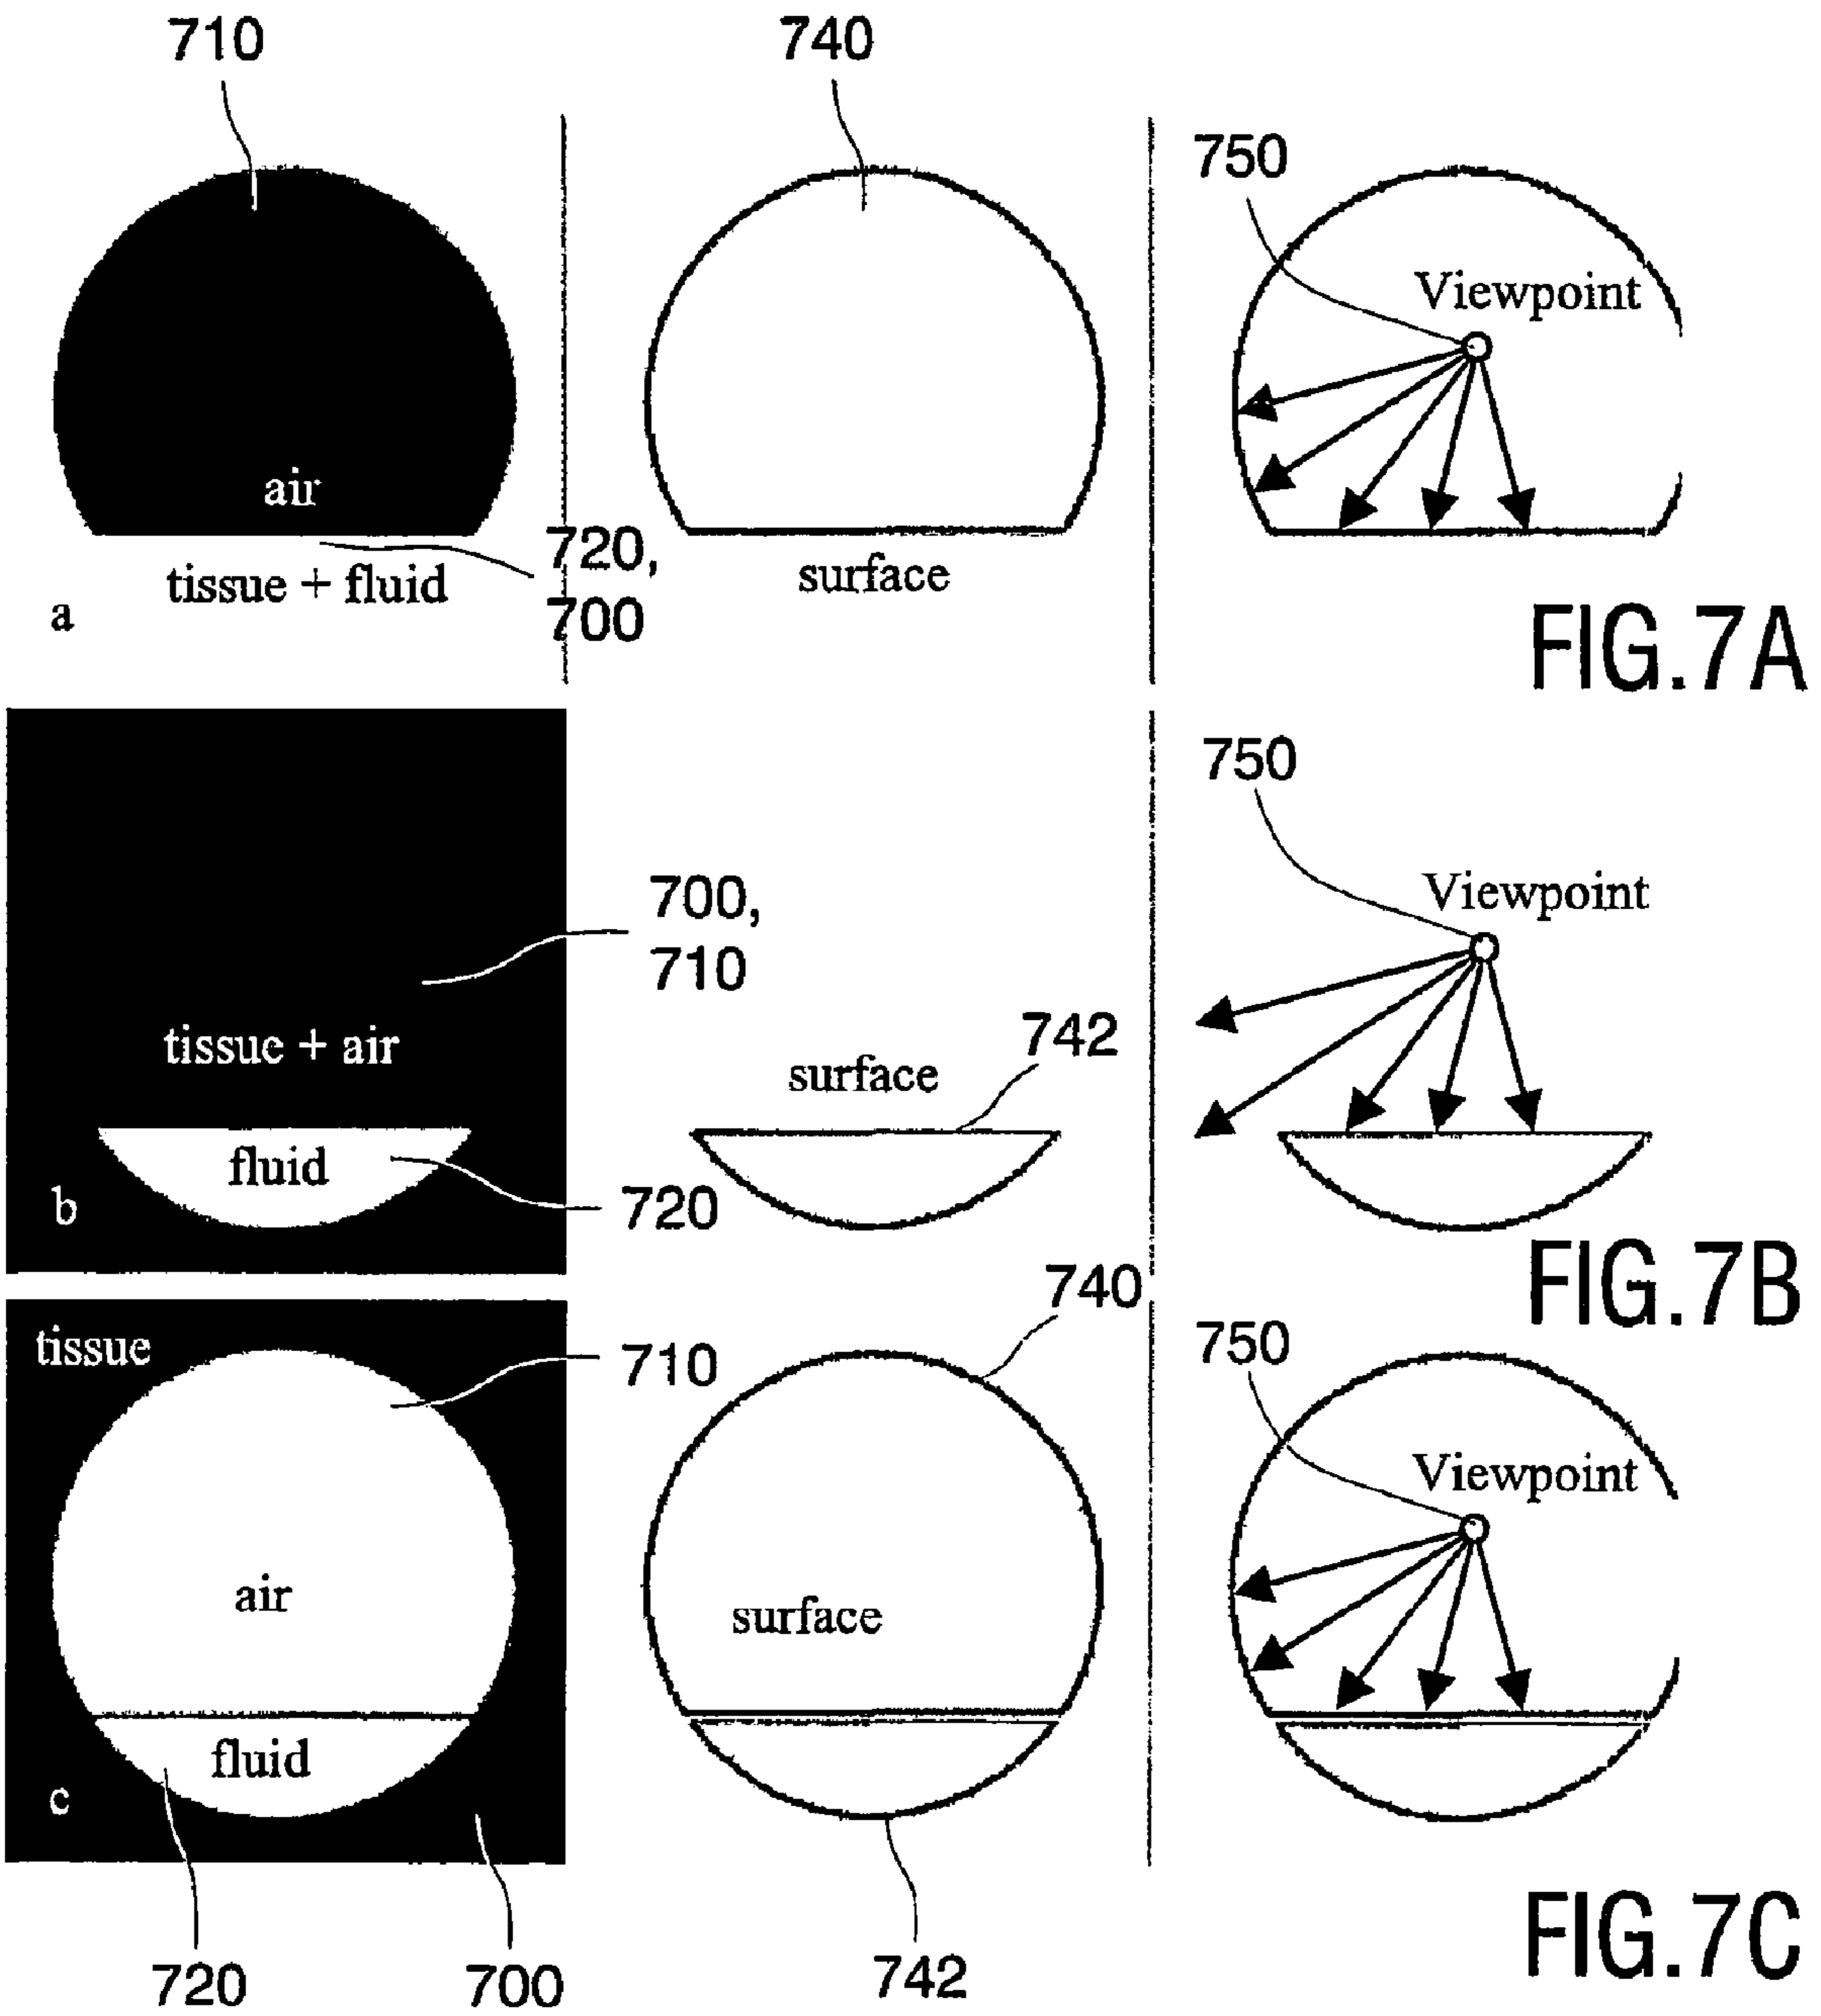 710
740
750
Viewpoint
air
720,
700
tissue + fluid
surface
a
FIG.7A
750
700,
710
Viewpoint
tissue + air
742
surface
fluid
720
b
FIG.7B
740
tissue
710
750
Viewpoint
air
surface
fluid
c
FIG.7C
720
700
742